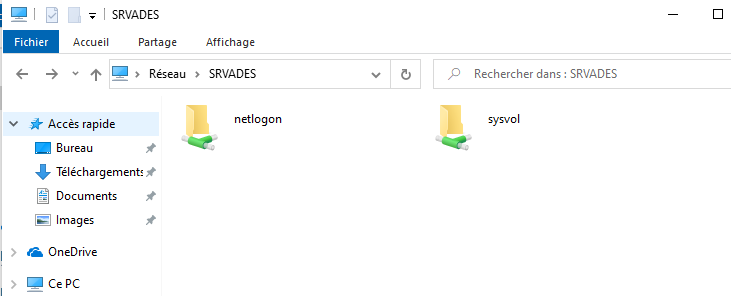 SRVADES
Fichier Accueil Partage Affichage
Réseau SRVADES Rechercher dans : SRVADES
Accès rapide
Bureau
Téléchargements
Documents
Images
OneDrive
Ce PC
netlogon sysvol